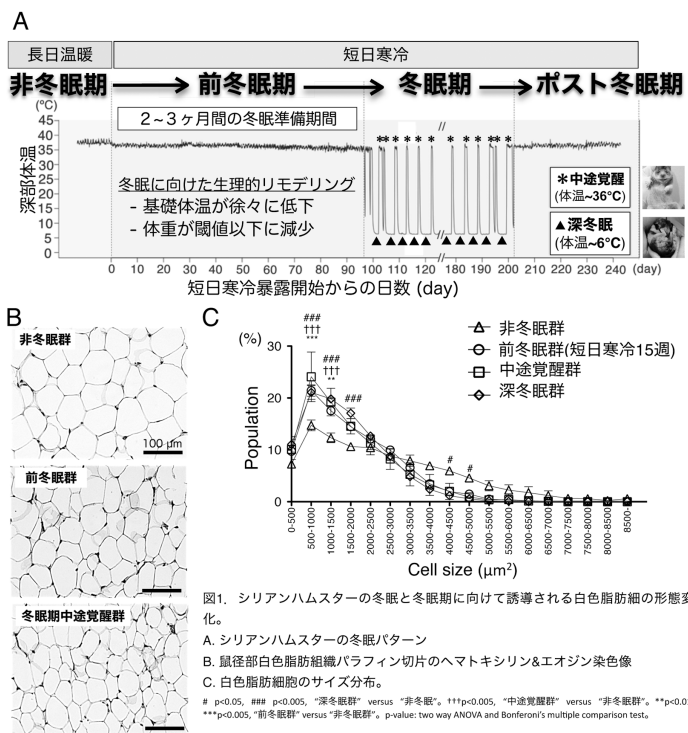 A
長日温暖
短日寒冷
非冬眠期
前冬眠期
冬眠期
ポスト冬眠期
(℃)
45
40
35
30
25
20
15
10
5
0
深部体温
2~3ヶ月間の冬眠準備期間
冬眠に向けた生理的リモデリング
- 基礎体温が徐々に低下
- 体重が閾値以下に減少
//
* * * * * * * * * * *
▲▲▲▲▲ ▲▲▲▲▲
//
*中途覚醒
(体温~36℃)
▲深冬眠
(体温~6℃)
0 10 20 30 40 50 60 70 80 90 100 110 120 180 190 200 210 220 230 240 (day)
短日寒冷暴露開始からの日数 (day)
B
非冬眠群
100 μm
前冬眠群
冬眠期中途覚醒群
C
(%)
30
20
10
0
Population
###
†††
***
###
†††
**
###
#
#
非冬眠群
前冬眠群(短日寒冷15週)
中途覚醒群
深冬眠群
0-500
500-1000
1000-1500
1500-2000
2000-2500
2500-3000
3000-3500
3500-4000
4000-4500
4500-5000
5000-5500
5500-6000
6000-6500
6500-7000
7000-7500
7500-8000
8000-8500
8500-
Cell size (μm²)
図1. シリアンハムスターの冬眠と冬眠期に向けて誘導される白色脂肪細の形態変
化。
A. シリアンハムスターの冬眠パターン
B. 鼠径部白色脂肪組織パラフィン切片のヘマトキシリン&エオジン染色像
C. 白色脂肪細胞のサイズ分布。
# p<0.05, ### p<0.005, “深冬眠群” versus “非冬眠”。†††p<0.005, “中途覚醒群” versus “非冬眠群”。**p<0.0
***p<0.005, “前冬眠群” versus “非冬眠群”。p-value: two way ANOVA and Bonferoni’s multiple comparison test。